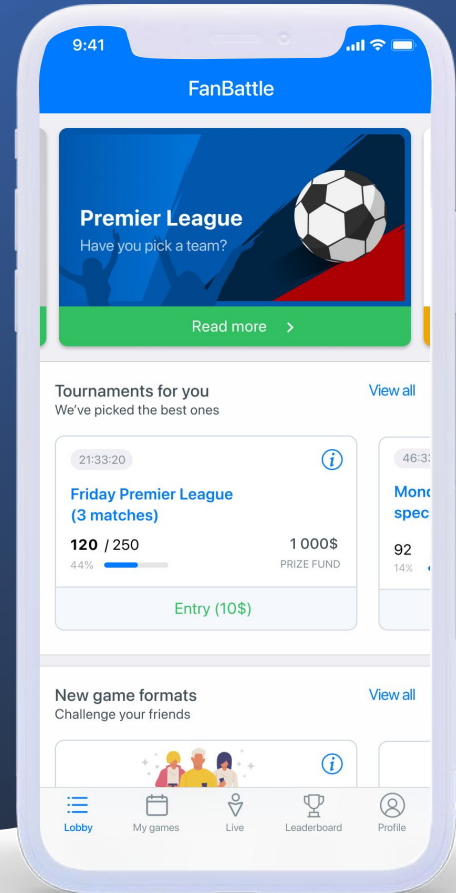 9:41
FanBattle
Premier League
Have you pick a team?
Read more >
Tournaments for you
View all
We've picked the best ones
21:33:20
Friday Premier League
(3 matches)
120 / 250
1 000$
44%
PRIZE FUND
Entry (10$)
92
14%
New game formats
View all
Challenge your friends
Lobby
My games
Live
Leaderboard
Profile